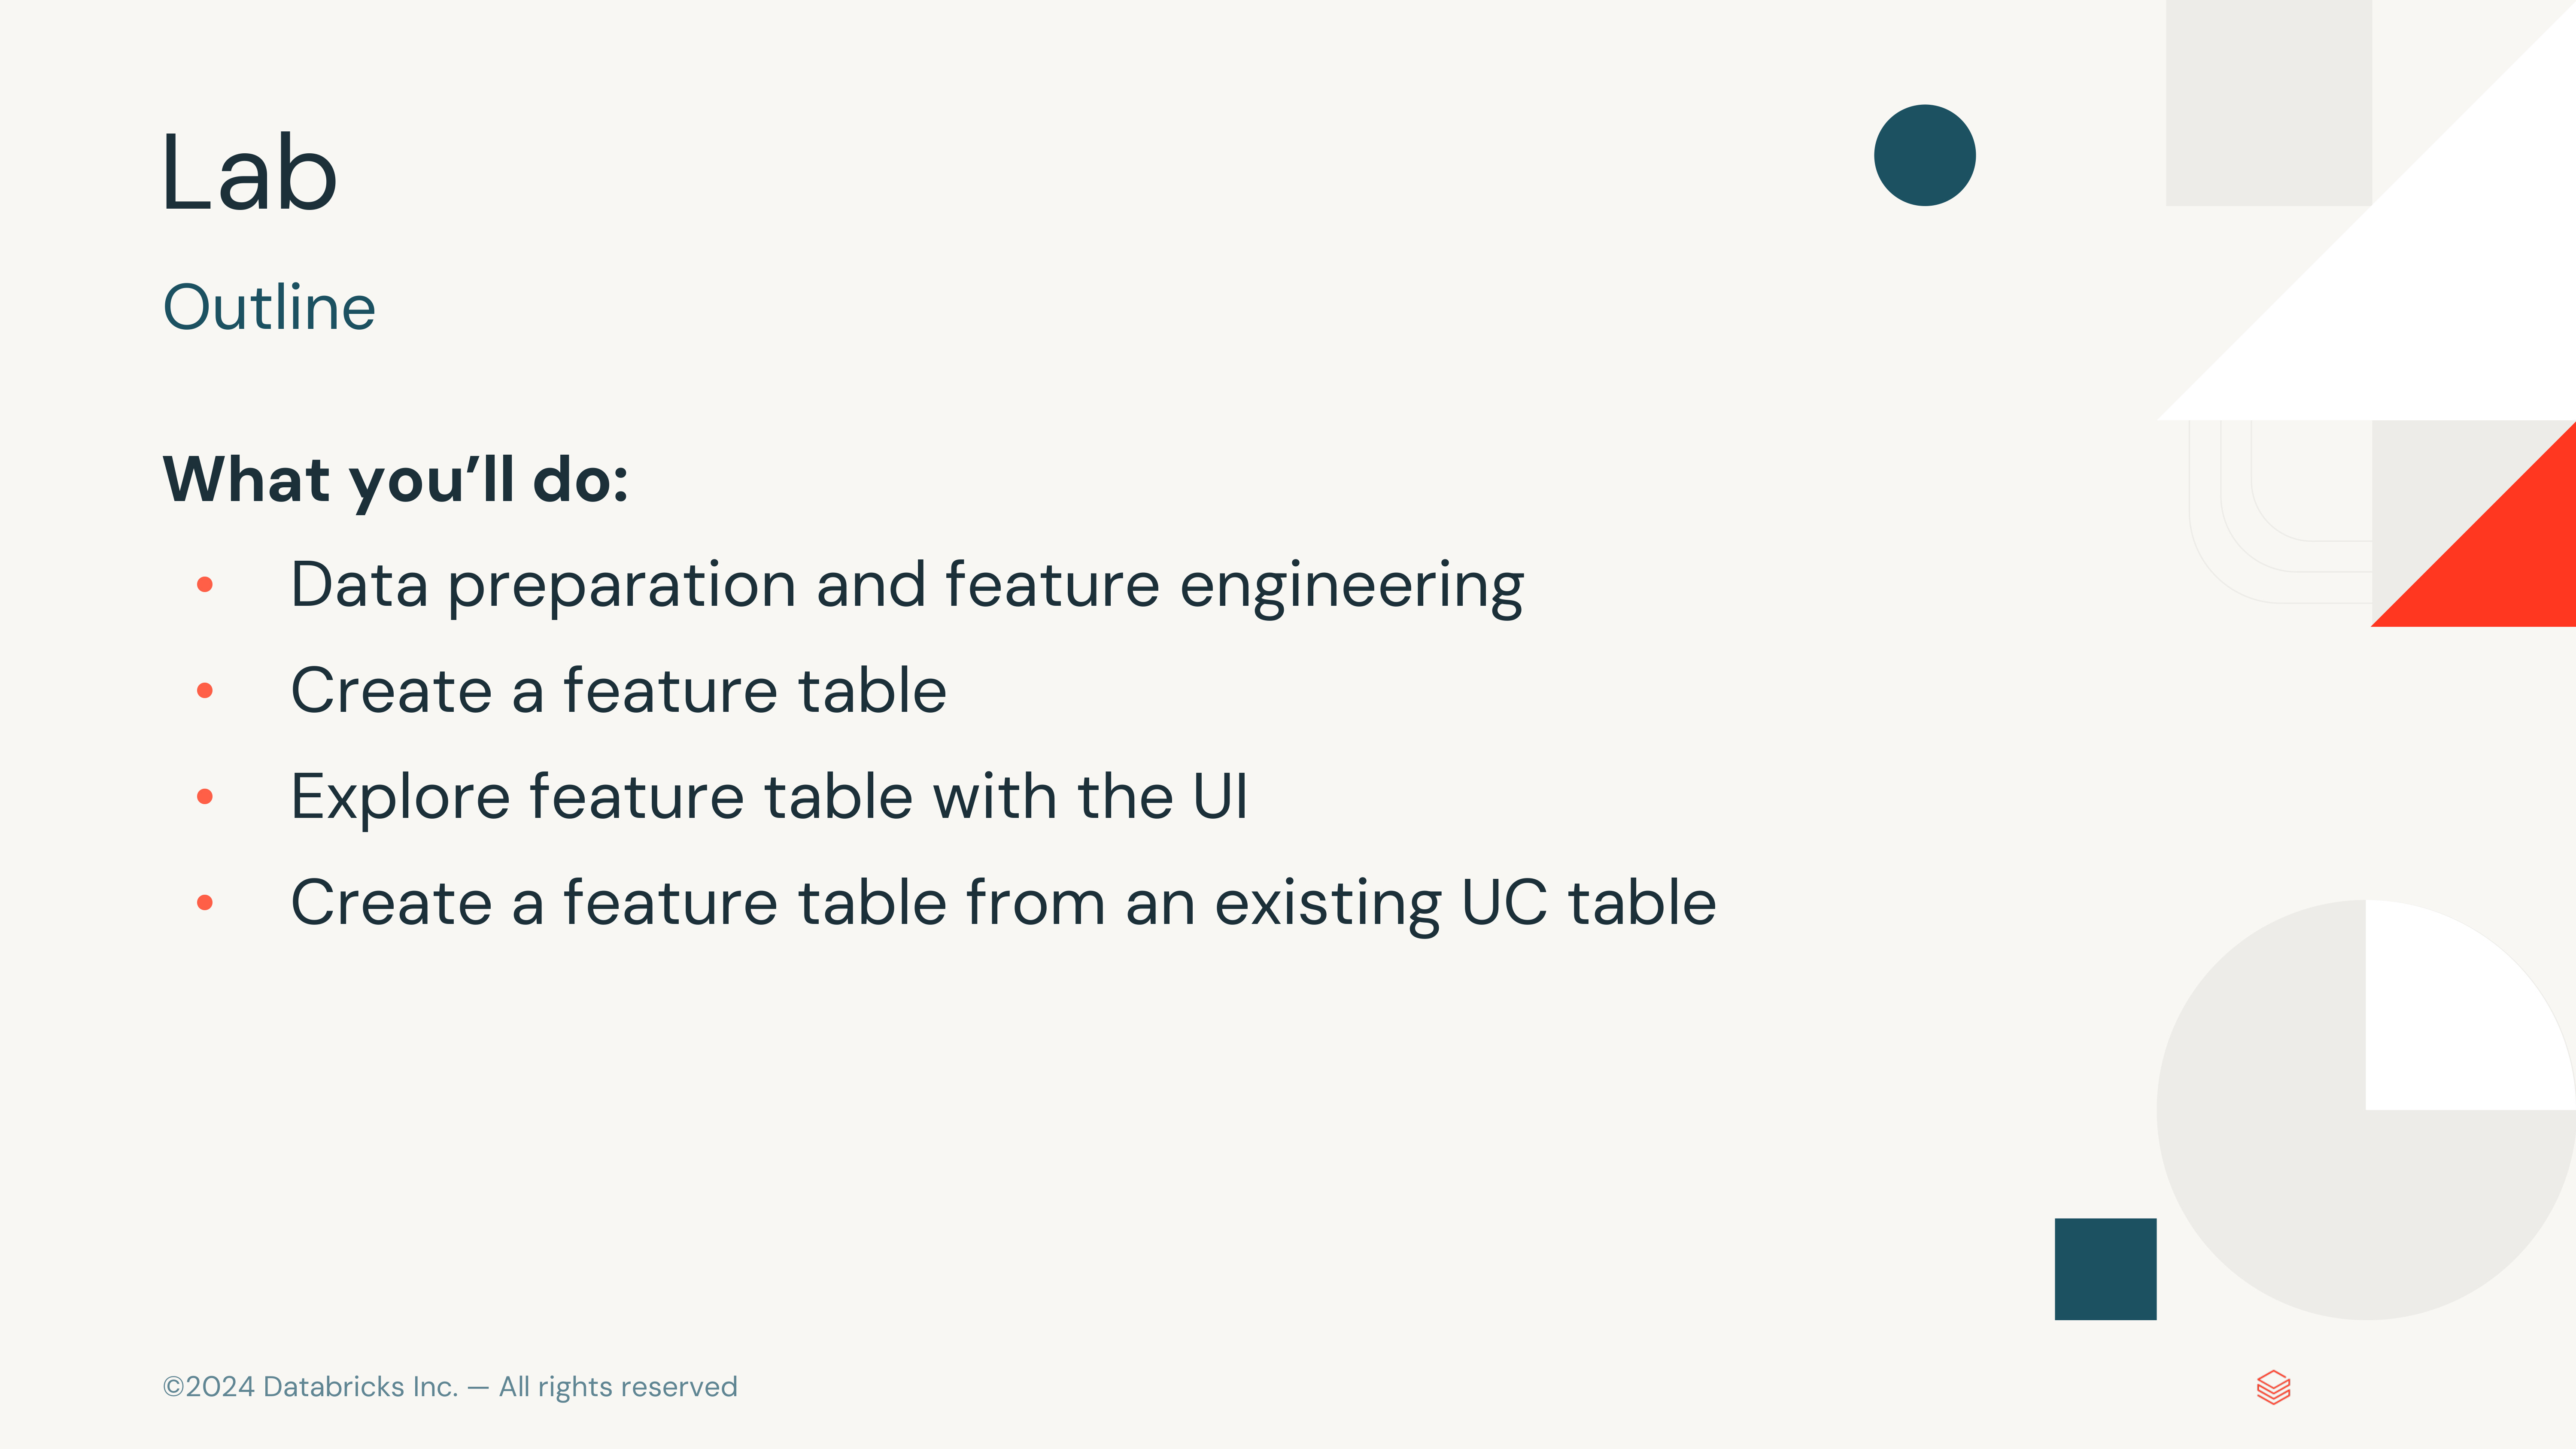 Lab
Outline
What you’ll do:
• Data preparation and feature engineering
• Create a feature table
• Explore feature table with the UI
• Create a feature table from an existing UC table
©2024 Databricks Inc. — All rights reserved